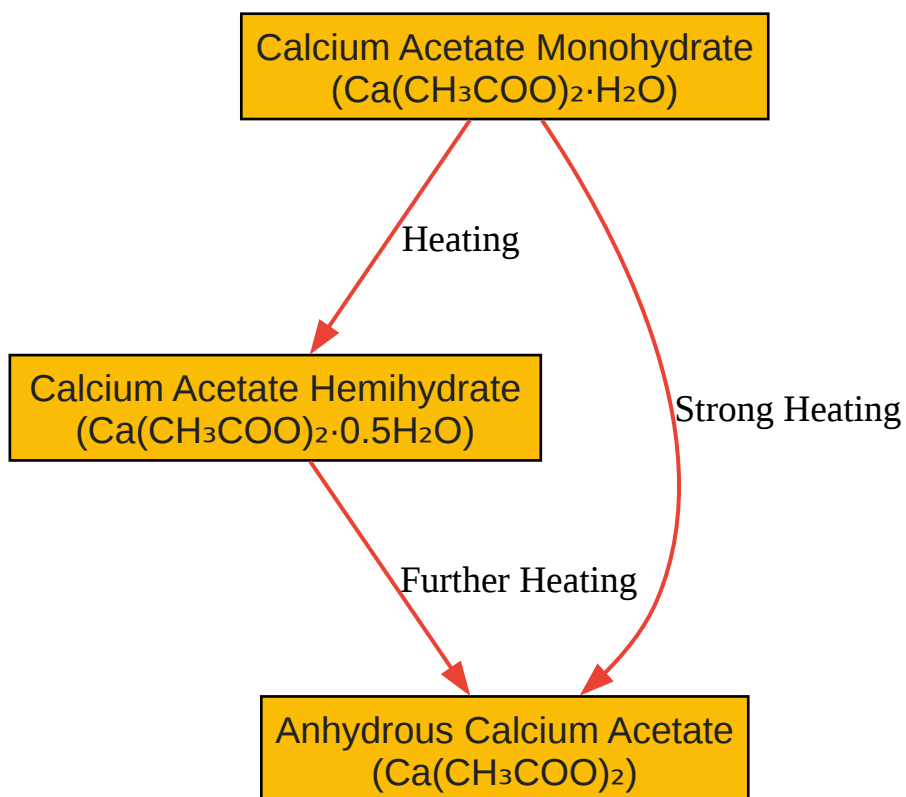 Calcium Acetate Monohydrate
(Ca(CH₃COO)₂·H₂O)
Heating
Calcium Acetate Hemihydrate
(Ca(CH₃COO)₂·0.5H₂O)
Strong Heating
Further Heating
Anhydrous Calcium Acetate
(Ca(CH₃COO)₂)